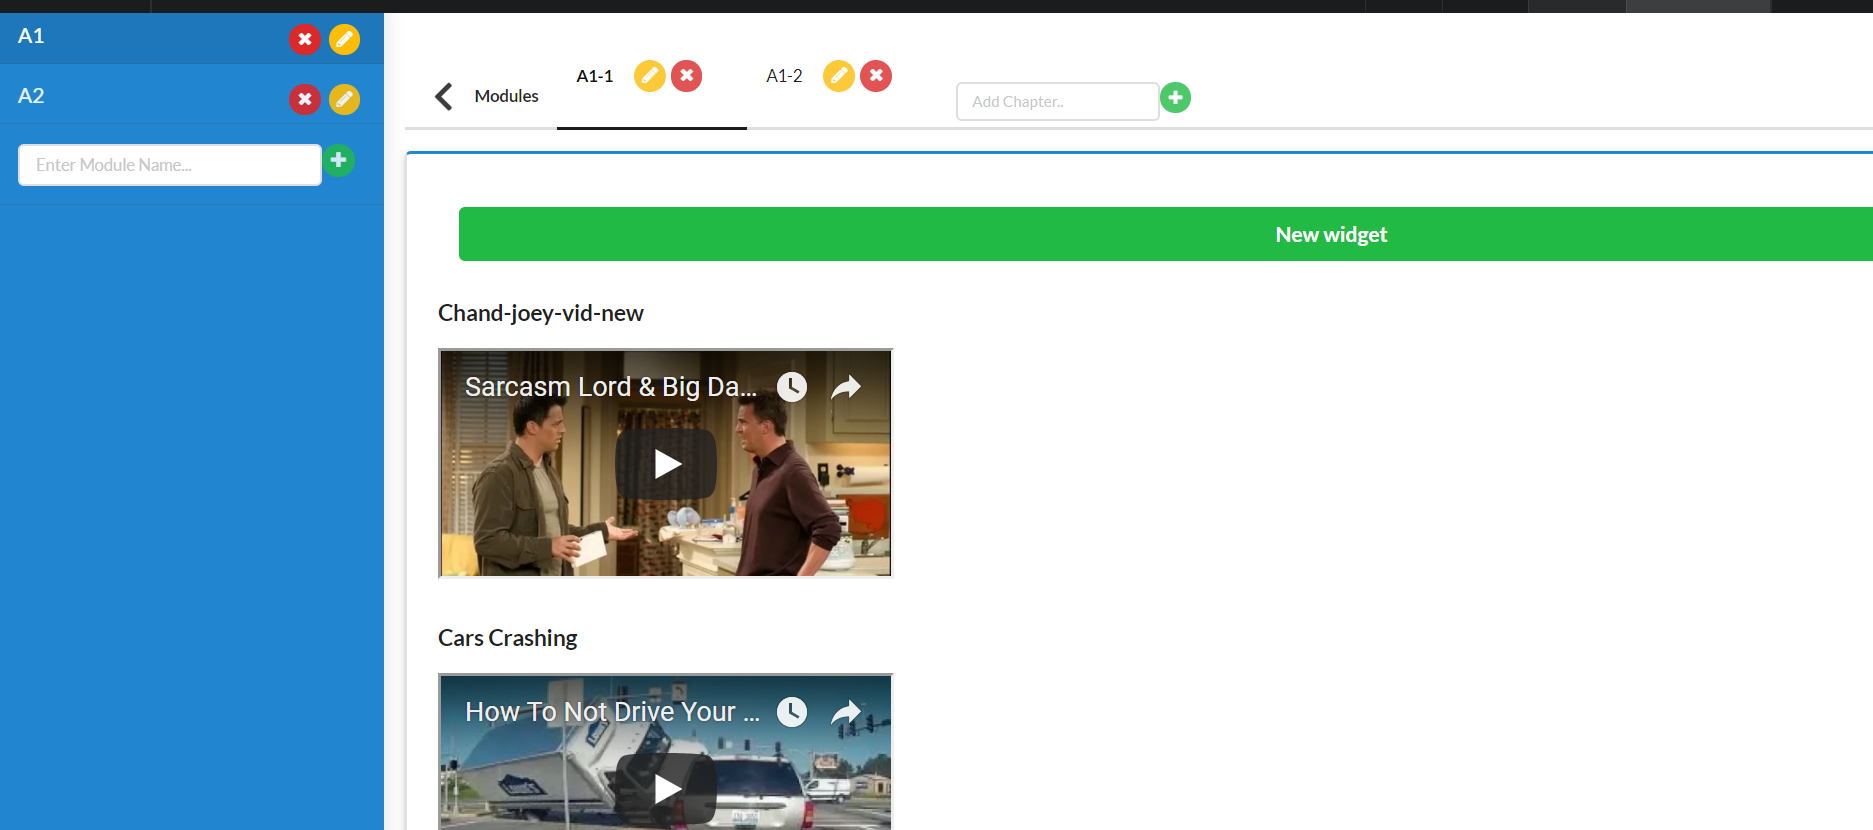 A1
A2
Enter Module Name...
Modules
A1-1
A1-2
Add Chapter..
New widget
Chand-joey-vid-new
Sarcasm Lord & Big Da...
Cars Crashing
How To Not Drive Your ...